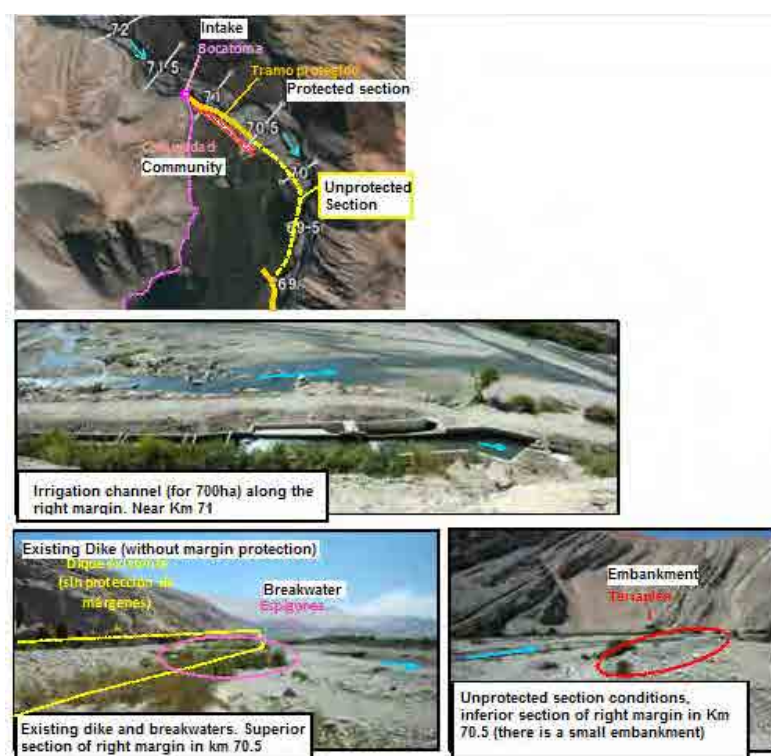 72
Intake
Bocatoma
71.5
Tramo protegido
71
Protected section
70.5
Community
70
Unprotected
Section
69.5
69
Irrigation channel (for 700ha) along the
right margin. Near Km 71
Existing Dike (without margin protection)
Dique existente
(sin protección de
márgenes)
Breakwater
Espigones
Existing dike and breakwaters. Superior
section of right margin in km 70.5
Embankment
Terraplén
Unprotected section conditions,
inferior section of right margin in Km
70.5 (there is a small embankment)